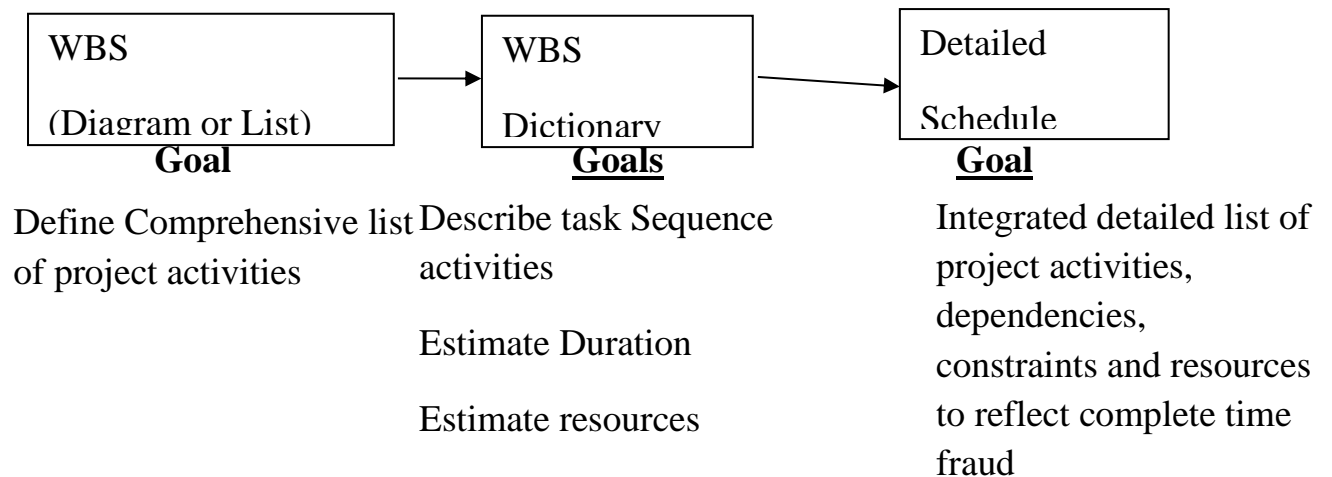 WBS
(Diagram or List)
Goal
Define Comprehensive list
of project activities
WBS
Dictionary
Goals
Describe task Sequence
activities
Estimate Duration
Estimate resources
Detailed
Schedule
Goal
Integrated detailed list of
project activities,
dependencies,
constraints and resources
to reflect complete time
fraud